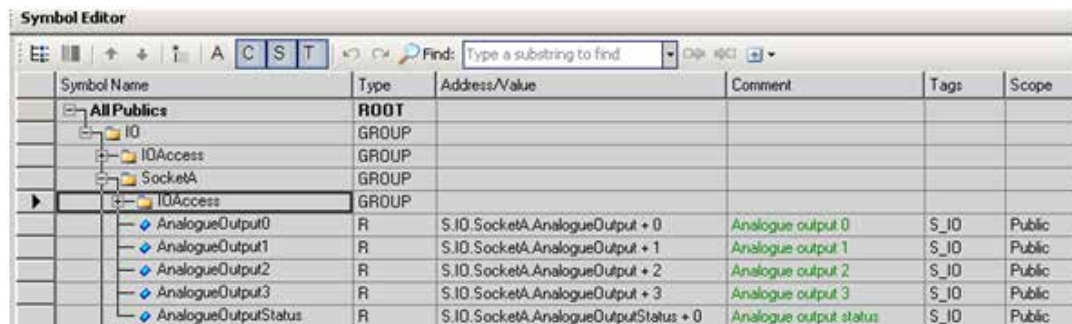 Symbol Editor
A C S T Find: Type a substring to find
Symbol Name Type Address/Value Comment Tags Scope
All Publics ROOT
IO GROUP
IOAccess GROUP
SocketA GROUP
IOAccess GROUP
AnalogueOutput0 R S.IO.SocketA.AnalogueOutput + 0 Analogue output 0 S_IO Public
AnalogueOutput1 R S.IO.SocketA.AnalogueOutput + 1 Analogue output 1 S_IO Public
AnalogueOutput2 R S.IO.SocketA.AnalogueOutput + 2 Analogue output 2 S_IO Public
AnalogueOutput3 R S.IO.SocketA.AnalogueOutput + 3 Analogue output 3 S_IO Public
AnalogueOutputStatus R S.IO.SocketA.AnalogueOutputStatus + 0 Analogue output status S_IO Public